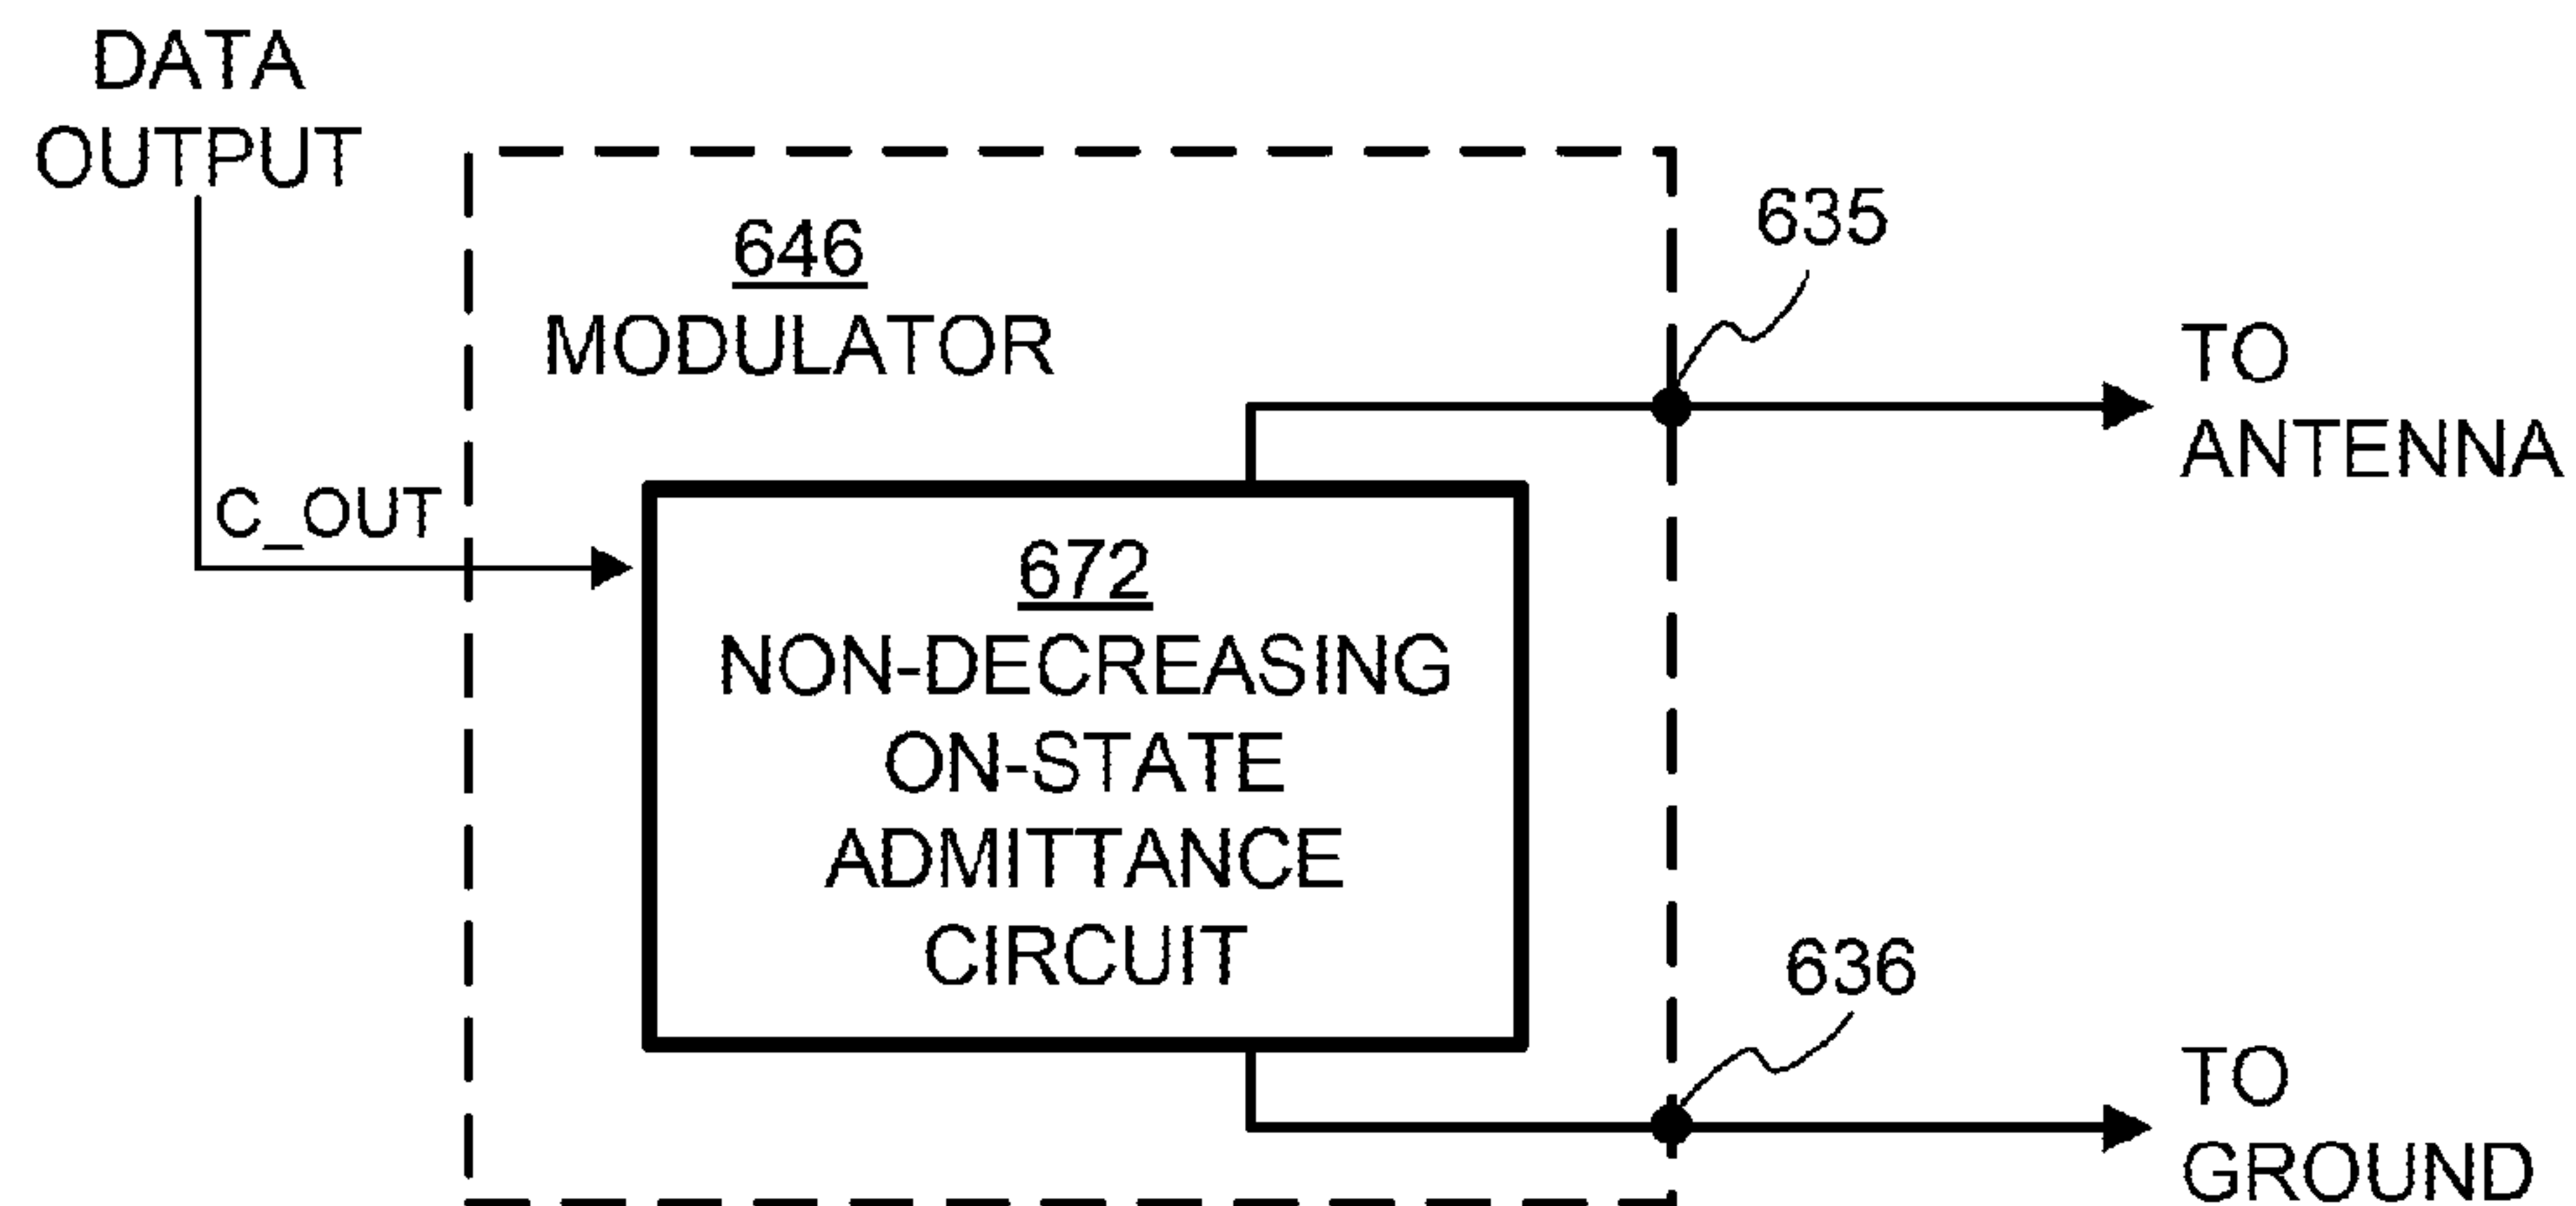 DATA
OUTPUT
C_OUT
646
MODULATOR
635
TO
ANTENNA
672
NON-DECREASING
ON-STATE
ADMITTANCE
CIRCUIT
636
TO
GROUND